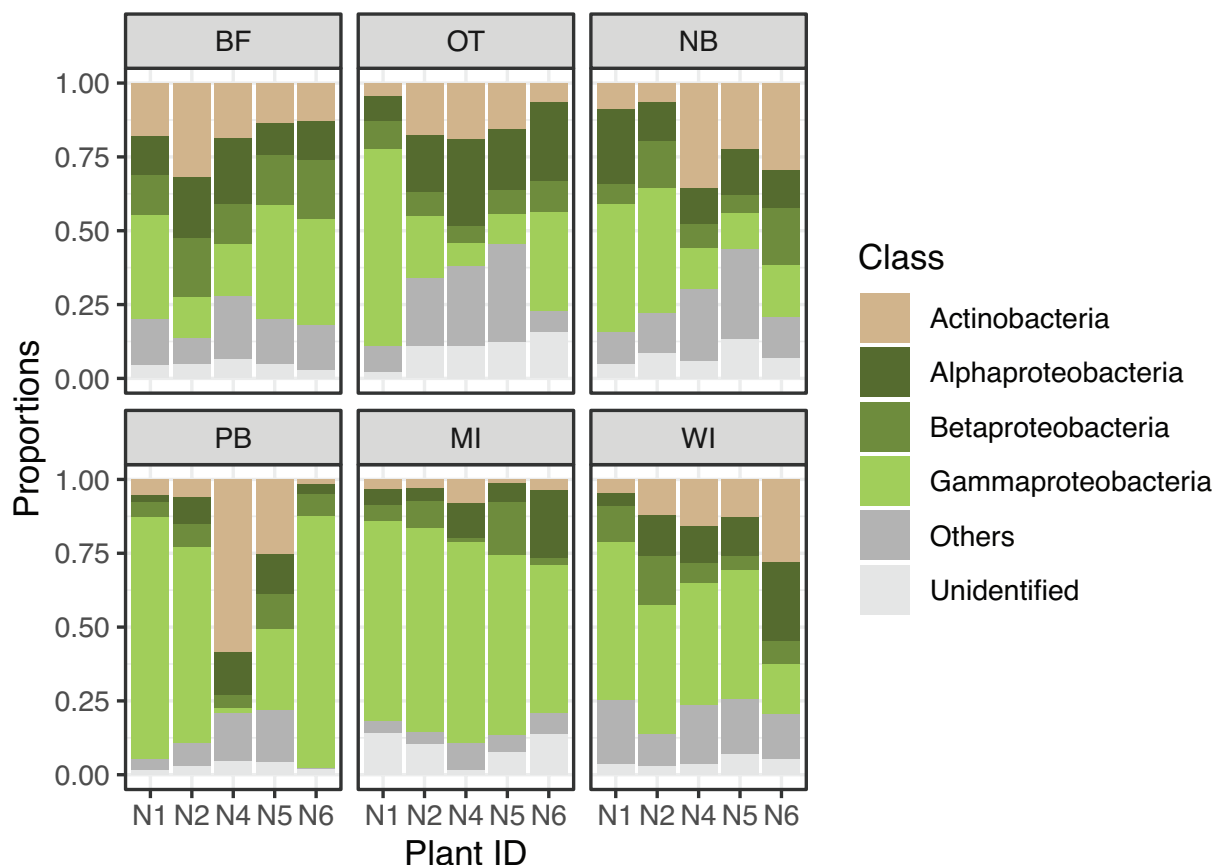 BF OT NB
1.00
0.75
0.50
0.25
0.00
PB MI WI
1.00
0.75
0.50
0.25
0.00
Proportions
N1 N2 N4 N5 N6 N1 N2 N4 N5 N6 N1 N2 N4 N5 N6
Plant ID
Class
Actinobacteria
Alphaproteobacteria
Betaproteobacteria
Gammaproteobacteria
Others
Unidentified